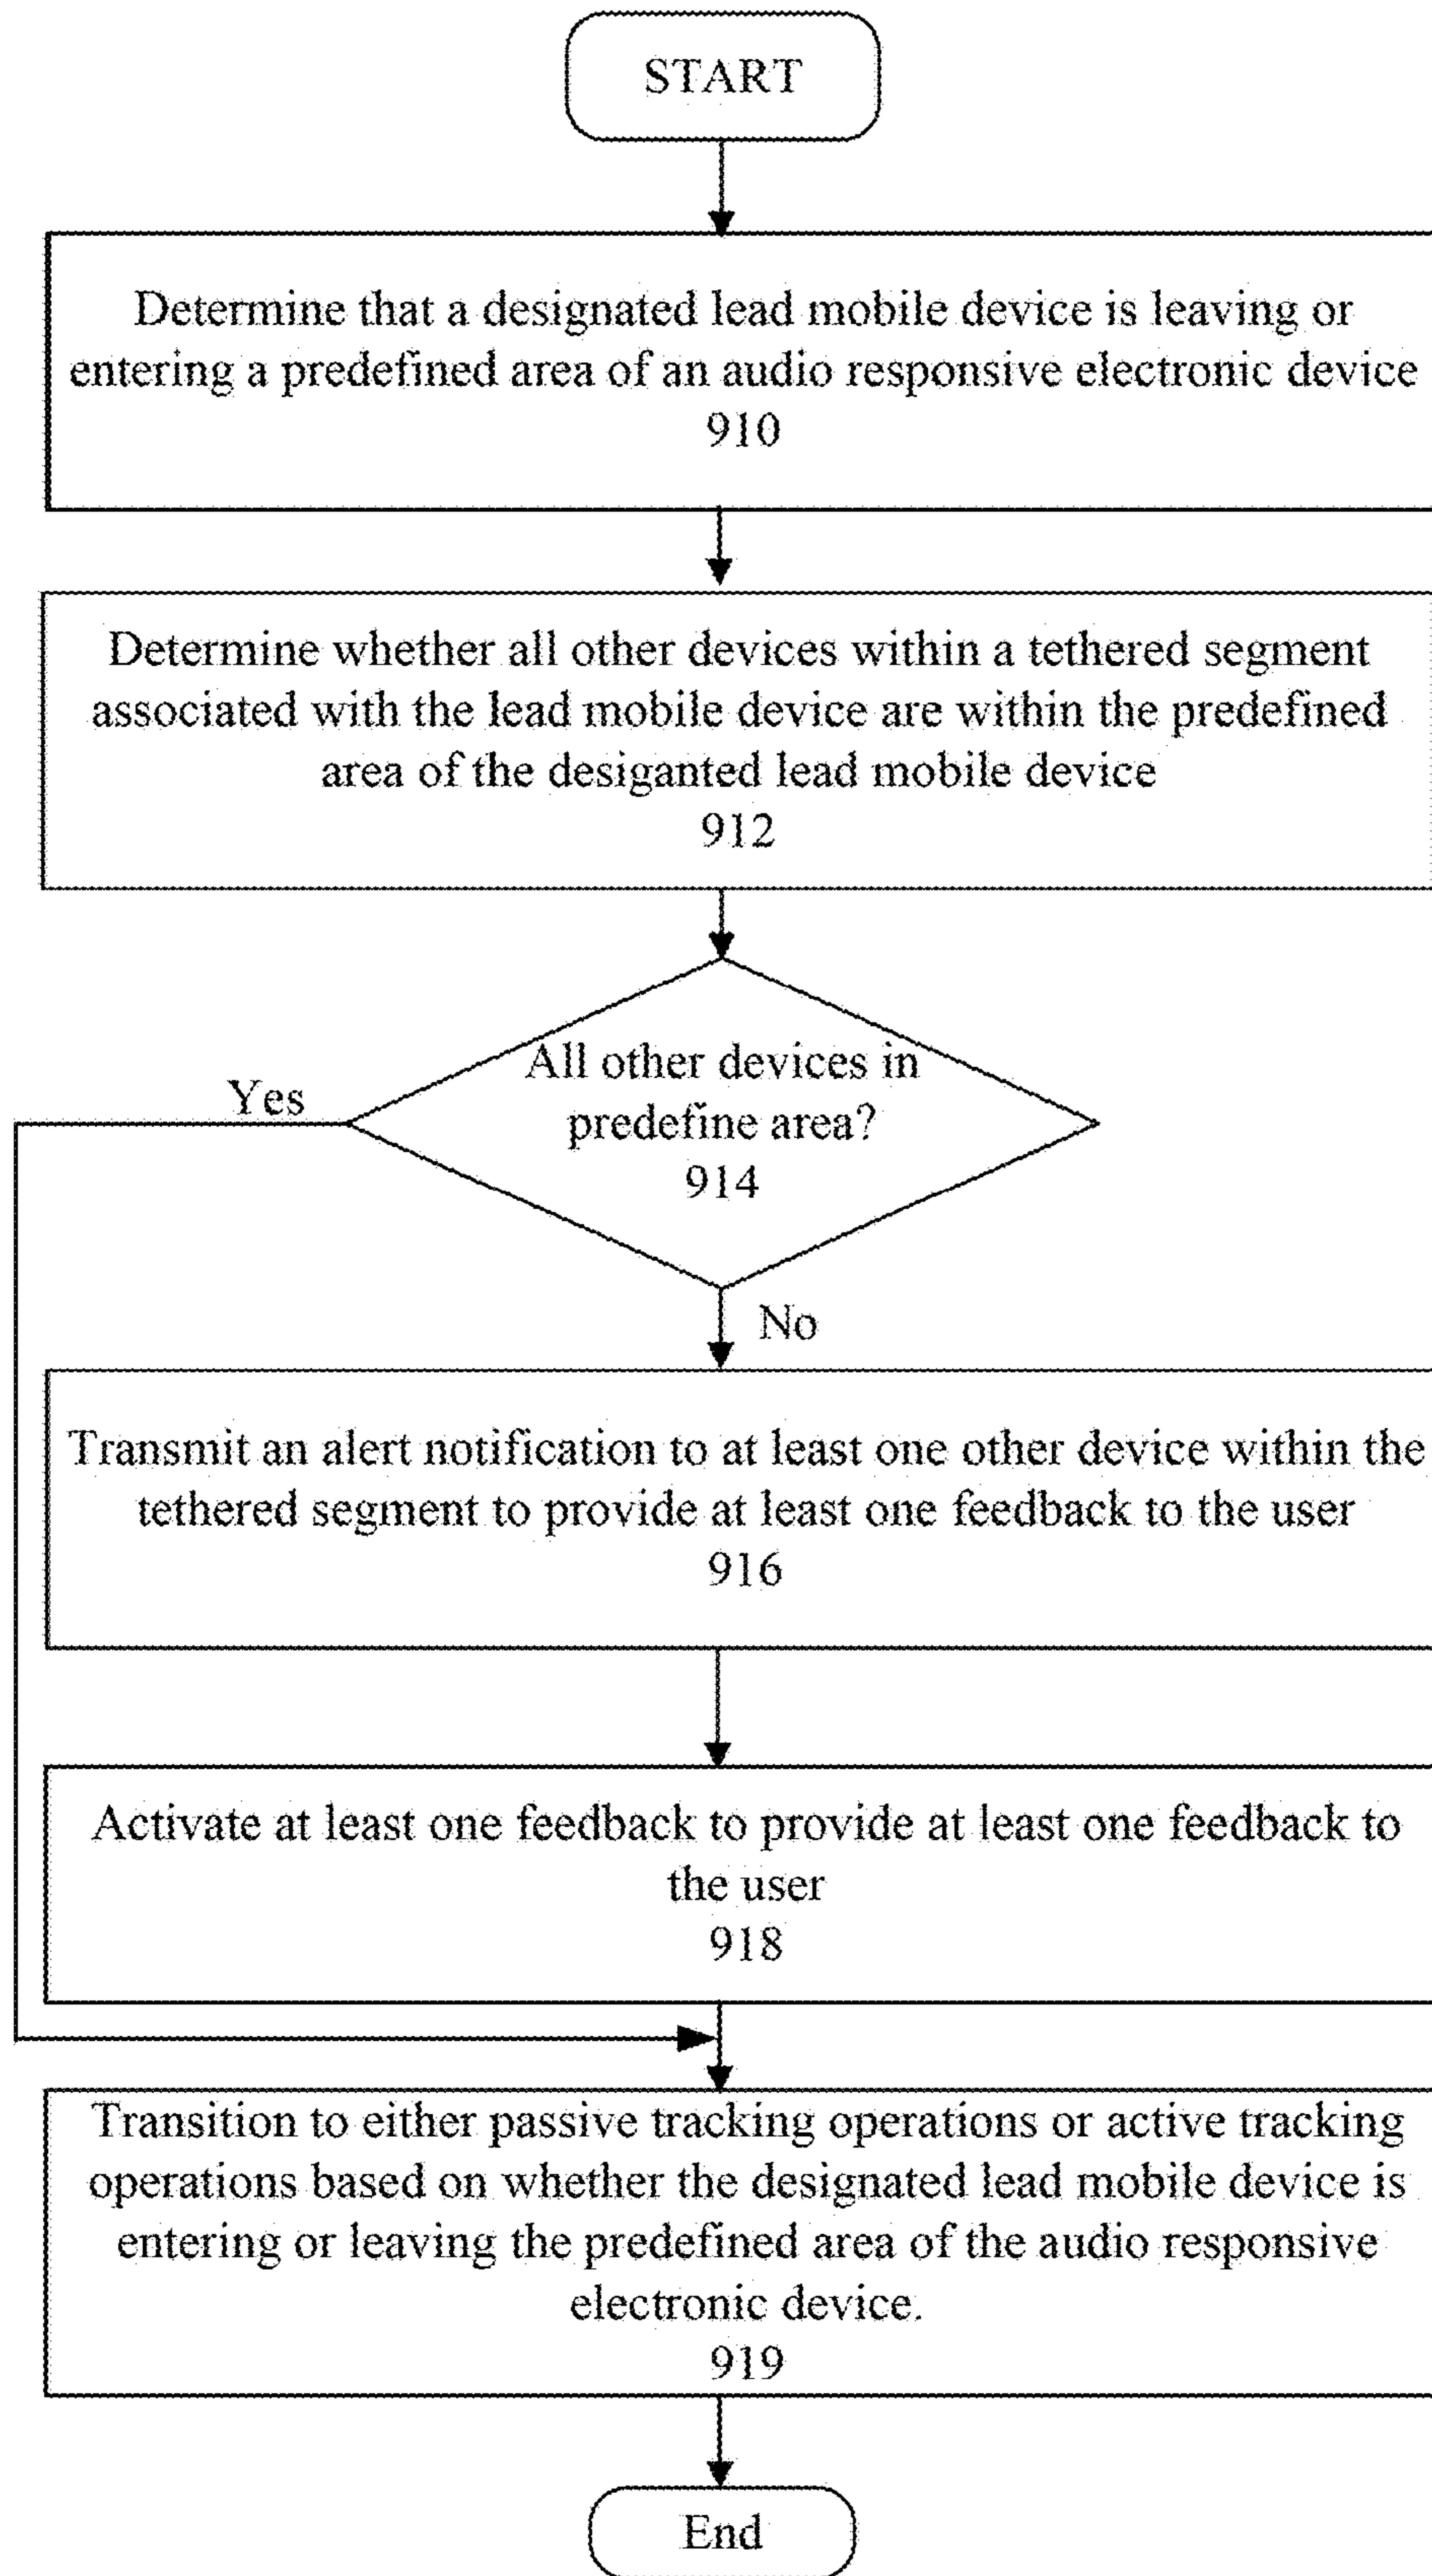 START
Determine that a designated lead mobile device is leaving or
entering a predefined area of an audio responsive electronic device
910
Determine whether all other devices within a tethered segment
associated with the lead mobile device are within the predefined
area of the desiganted lead mobile device
912
All other devices in
predefine area?
914
Yes
No
Transmit an alert notification to at least one other device within the
tethered segment to provide at least one feedback to the user
916
Activate at least one feedback to provide at least one feedback to
the user
918
Transition to either passive tracking operations or active tracking
operations based on whether the designated lead mobile device is
entering or leaving the predefined area of the audio responsive
electronic device.
919
End